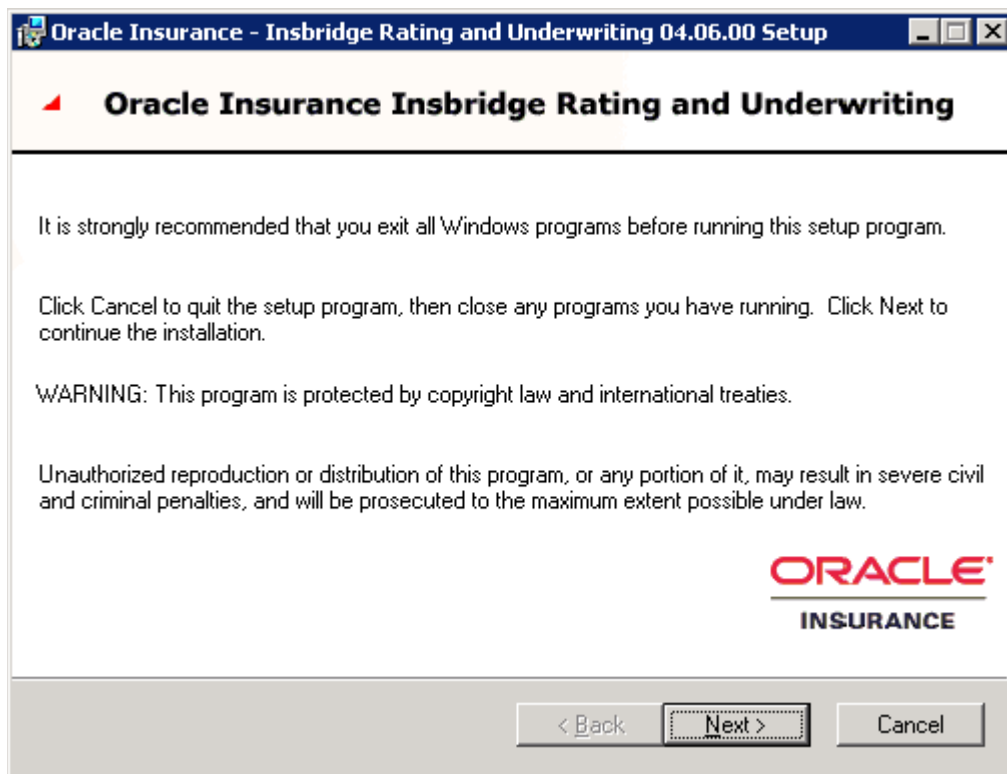 Oracle Insurance - Insbridge Rating and Underwriting 04.06.00 Setup
Oracle Insurance Insbridge Rating and Underwriting
It is strongly recommended that you exit all Windows programs before running this setup program.
Click Cancel to quit the setup program, then close any programs you have running.  Click Next to
continue the installation.
WARNING: This program is protected by copyright law and international treaties.
Unauthorized reproduction or distribution of this program, or any portion of it, may result in severe civil
and criminal penalties, and will be prosecuted to the maximum extent possible under law.
ORACLE
INSURANCE
< Back Next > Cancel